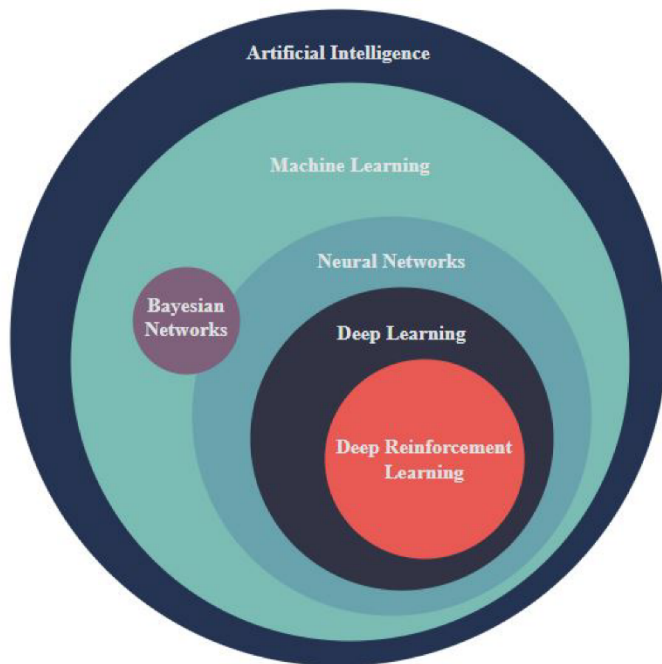 Artificial Intelligence
Machine Learning
Neural Networks
Bayesian
Networks
Deep Learning
Deep Reinforcement
Learning